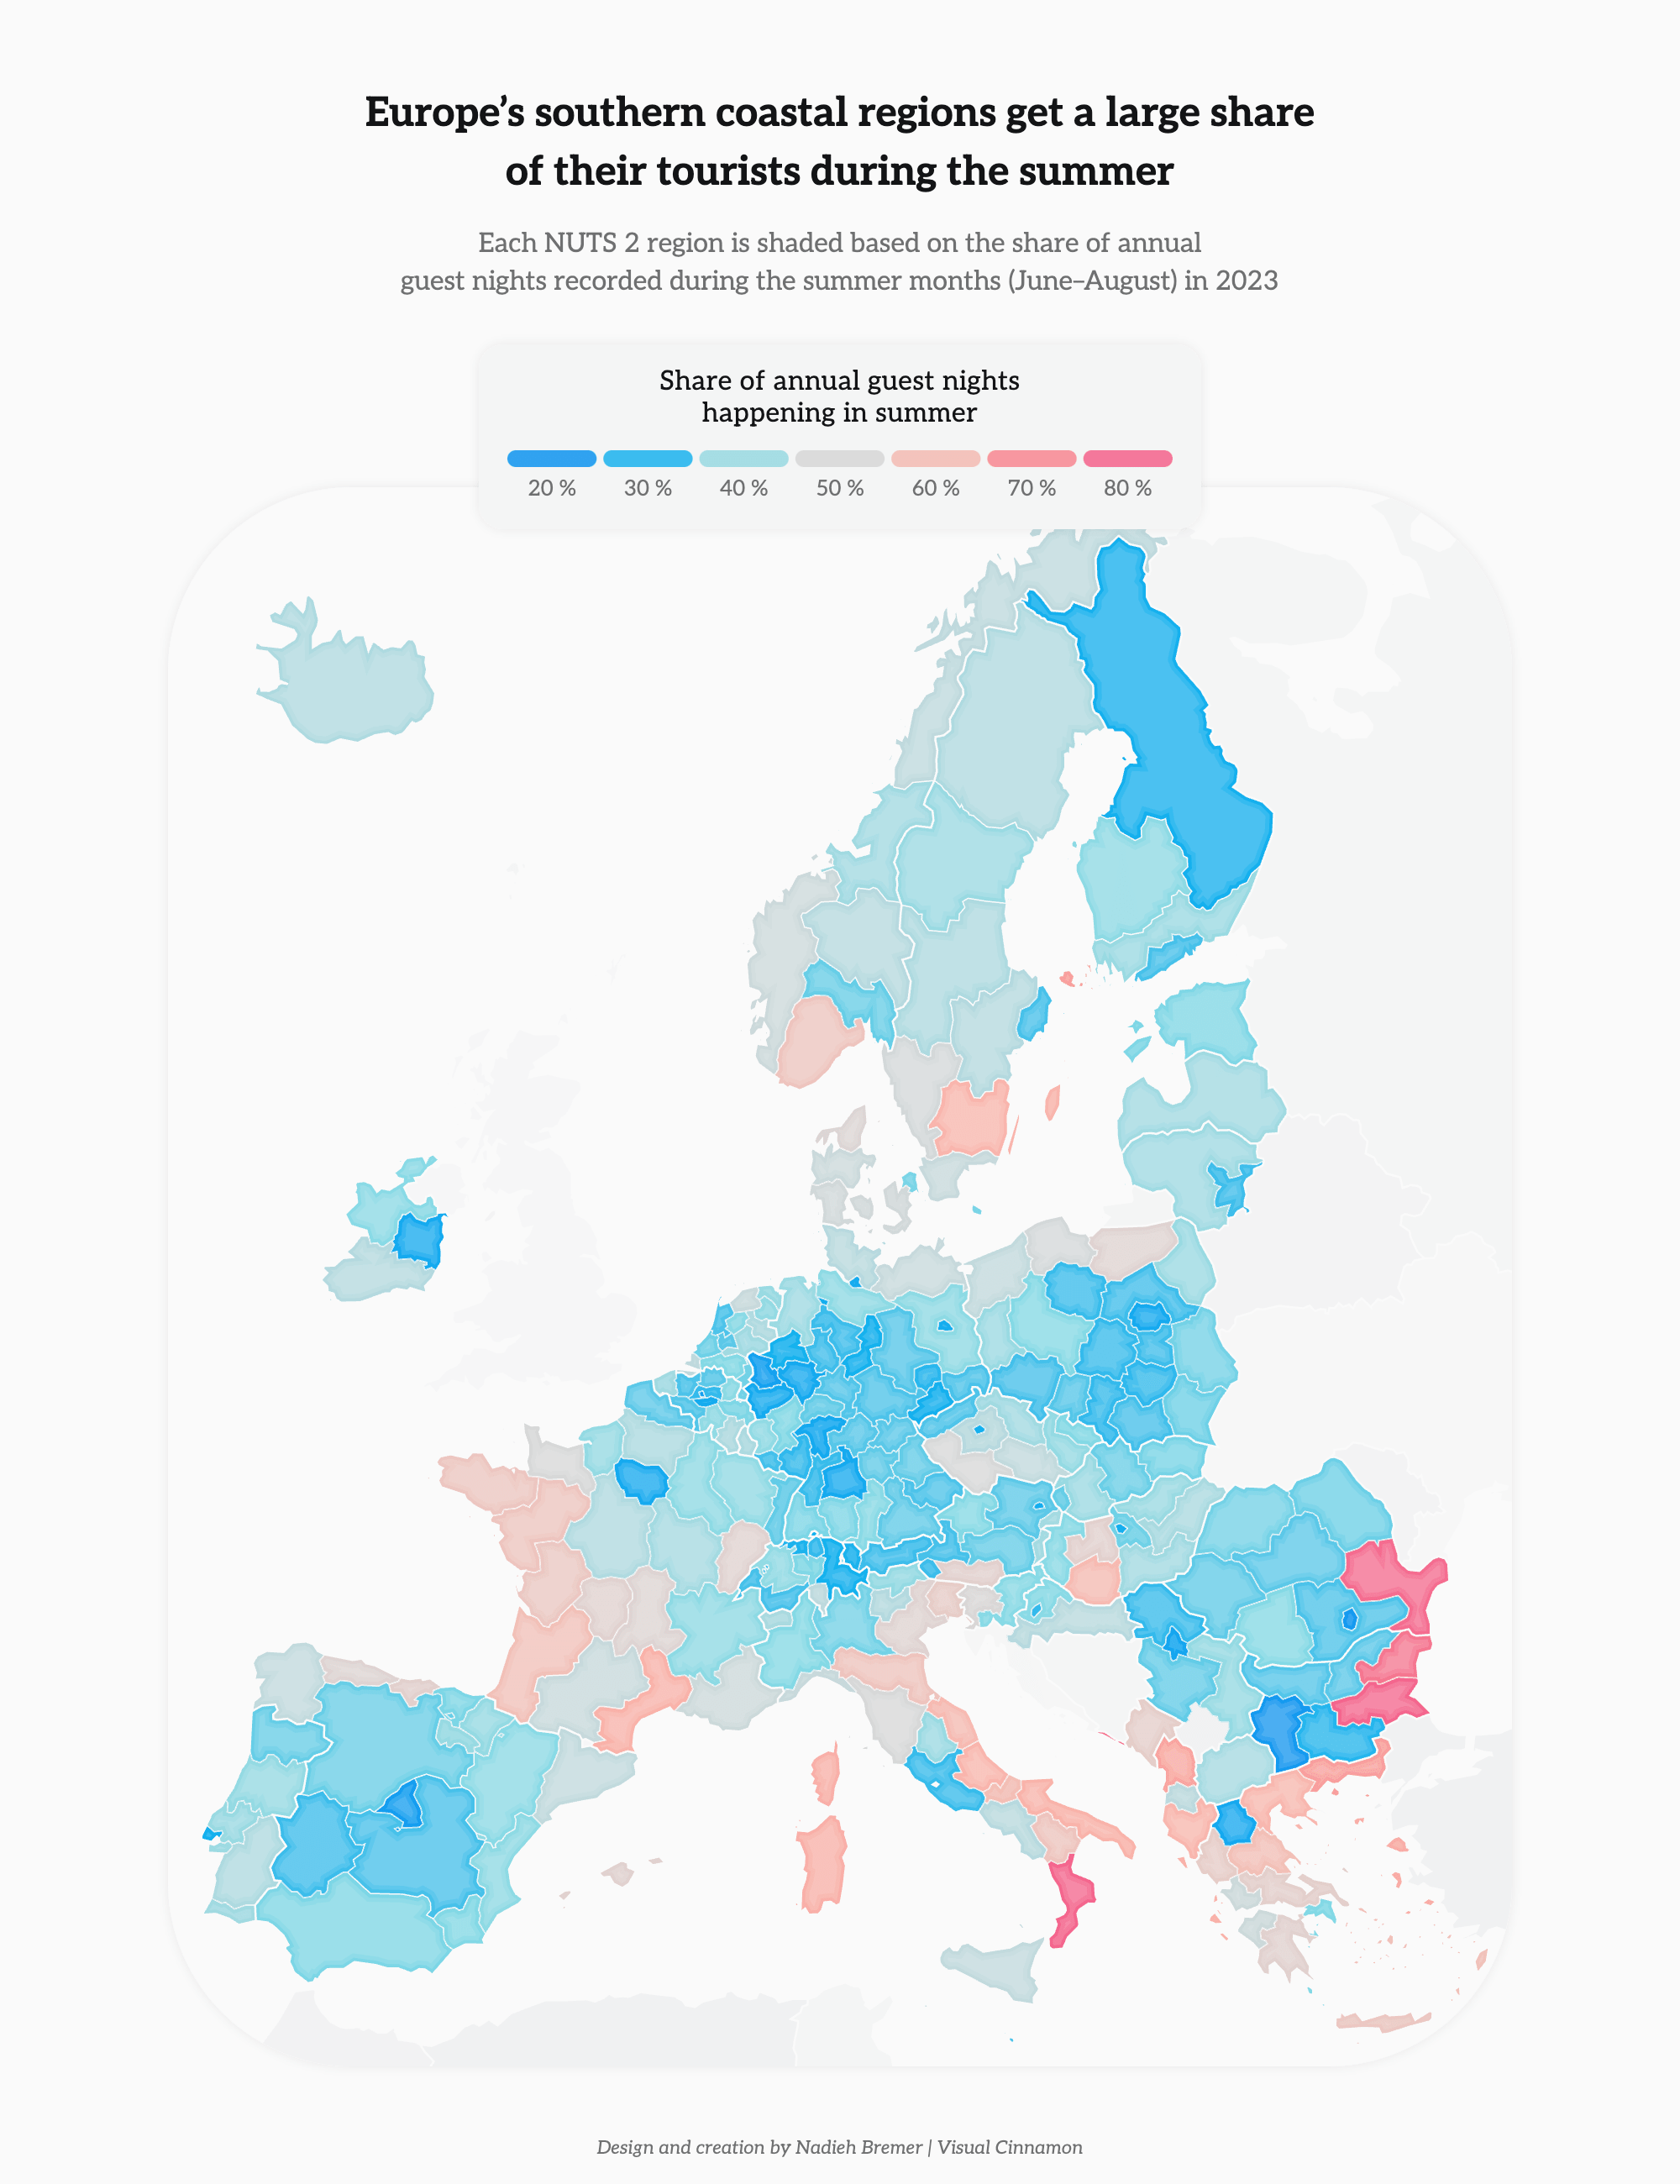 Europe’s southern coastal regions get a large share
of their tourists during the summer
Each NUTS 2 region is shaded based on the share of annual
guest nights recorded during the summer months (June–August) in 2023
Share of annual guest nights
happening in summer
20 % 30 % 40 % 50 % 60 % 70 % 80 %
Design and creation by Nadieh Bremer | Visual Cinnamon